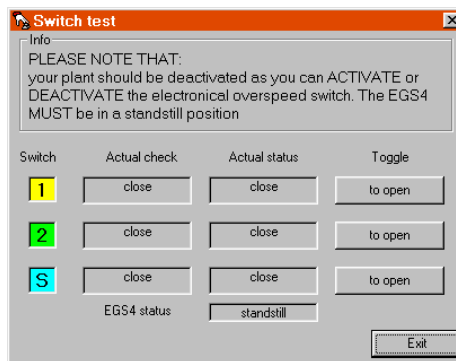 Switch test
Info
PLEASE NOTE THAT:
your plant should be deactivated as you can ACTIVATE or
DEACTIVATE the electronical overspeed switch. The EGS4
MUST be in a standstill position
Switch Actual check Actual status Toggle
1 close close to open
2 close close to open
S close close to open
EGS4 status standstill
Exit